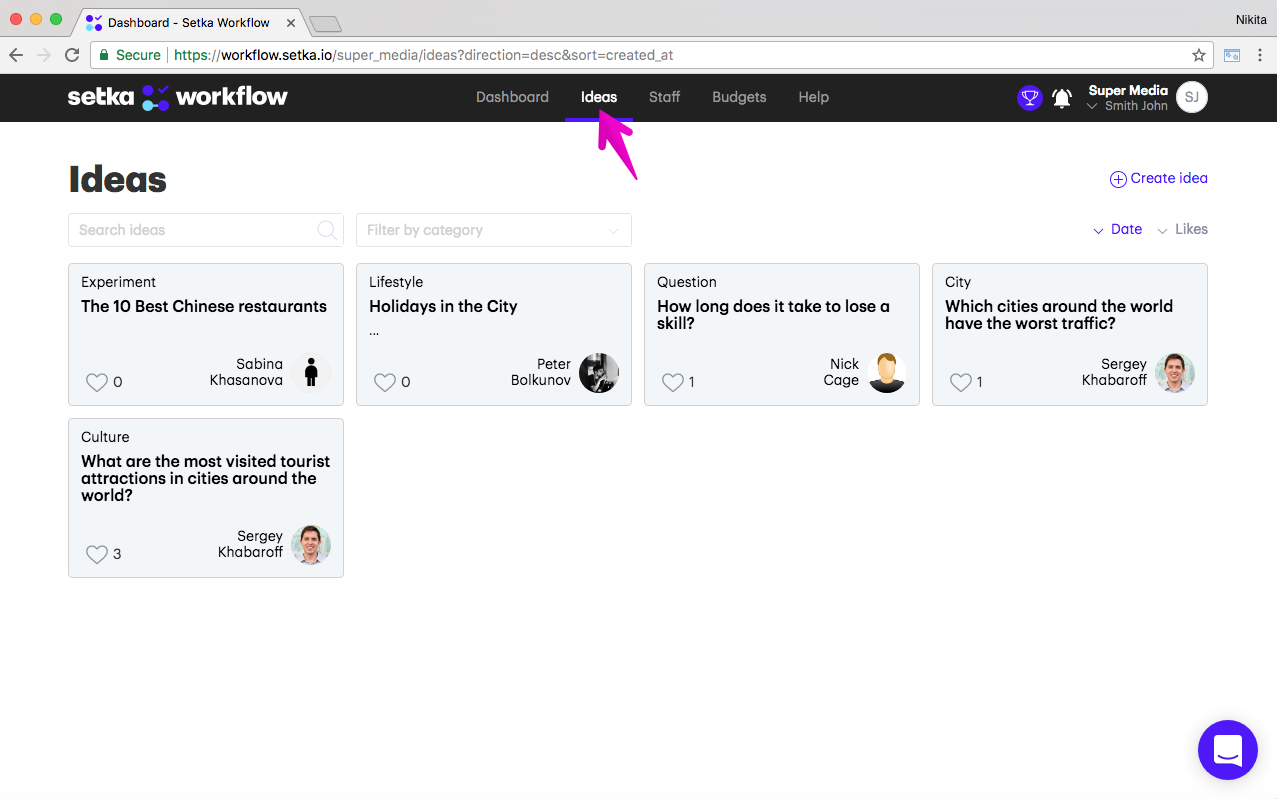 Dashboard - Setka Workflow
Nikita
Secure https://workflow.setka.io/super_media/ideas?direction=desc&sort=created_at
setka workflow
Dashboard Ideas Staff Budgets Help
Super Media
Smith John
SJ
Ideas
Create idea
Search ideas
Filter by category
Date Likes
Experiment
The 10 Best Chinese restaurants
0
Sabina
Khasanova
Lifestyle
Holidays in the City
...
0
Peter
Bolkunov
Question
How long does it take to lose a
skill?
1
Nick
Cage
City
Which cities around the world
have the worst traffic?
1
Sergey
Khabaroff
Culture
What are the most visited tourist
attractions in cities around the
world?
3
Sergey
Khabaroff